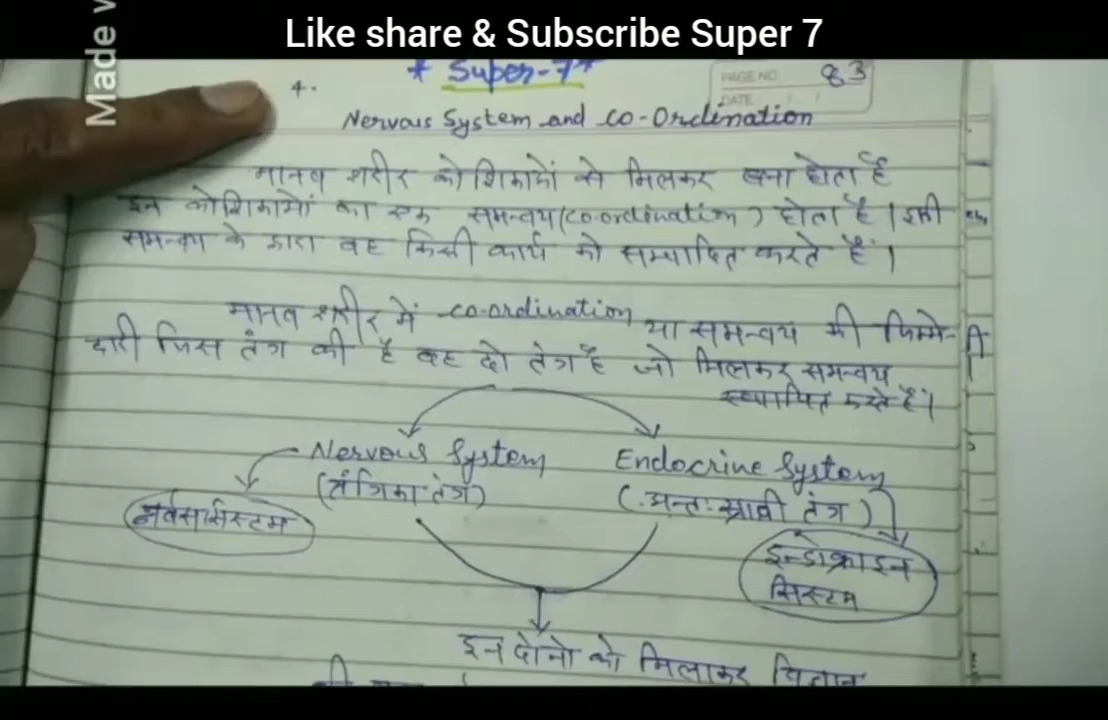 Like share & Subscribe Super 7
Made
* Super-7*
PAGE NO 83
DATE
4.
Nervous System and co-Ordination
मानव शरीर कोशिकाओं से मिलकर बना होता है
इन कोशिकाओं का एक समन्वय (co-ordination) होता है। इसी
समन्वय के द्वारा वह किसी कार्य को सम्पादित करते हैं।
मानव शरीर में co-ordination या समन्वय की जिम्मे-
दारी जिस तंत्र की है वह दो तंत्र है जो मिलकर समन्वय
स्थापित करते हैं।
Nervous System
Endocrine System
(तंत्रिका तंत्र)
(अन्तःस्रावी तंत्र)
नर्वस सिस्टम
इन्डोक्राइन
सिस्टम
इन दोनो को मिलाकर विज्ञान